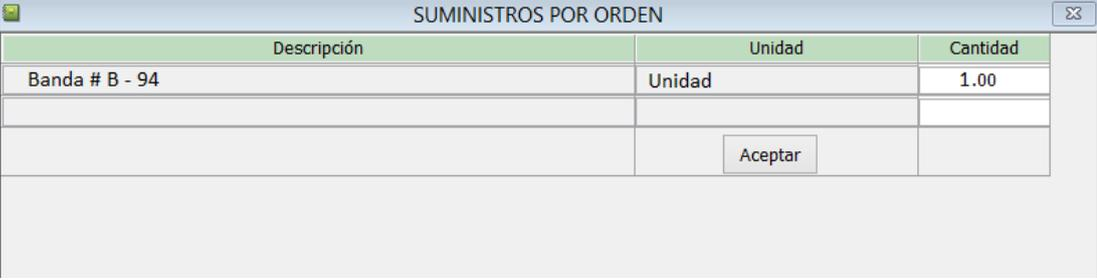 SUMINISTROS POR ORDEN
Descripción Unidad Cantidad
Banda # B - 94 Unidad 1.00
Aceptar